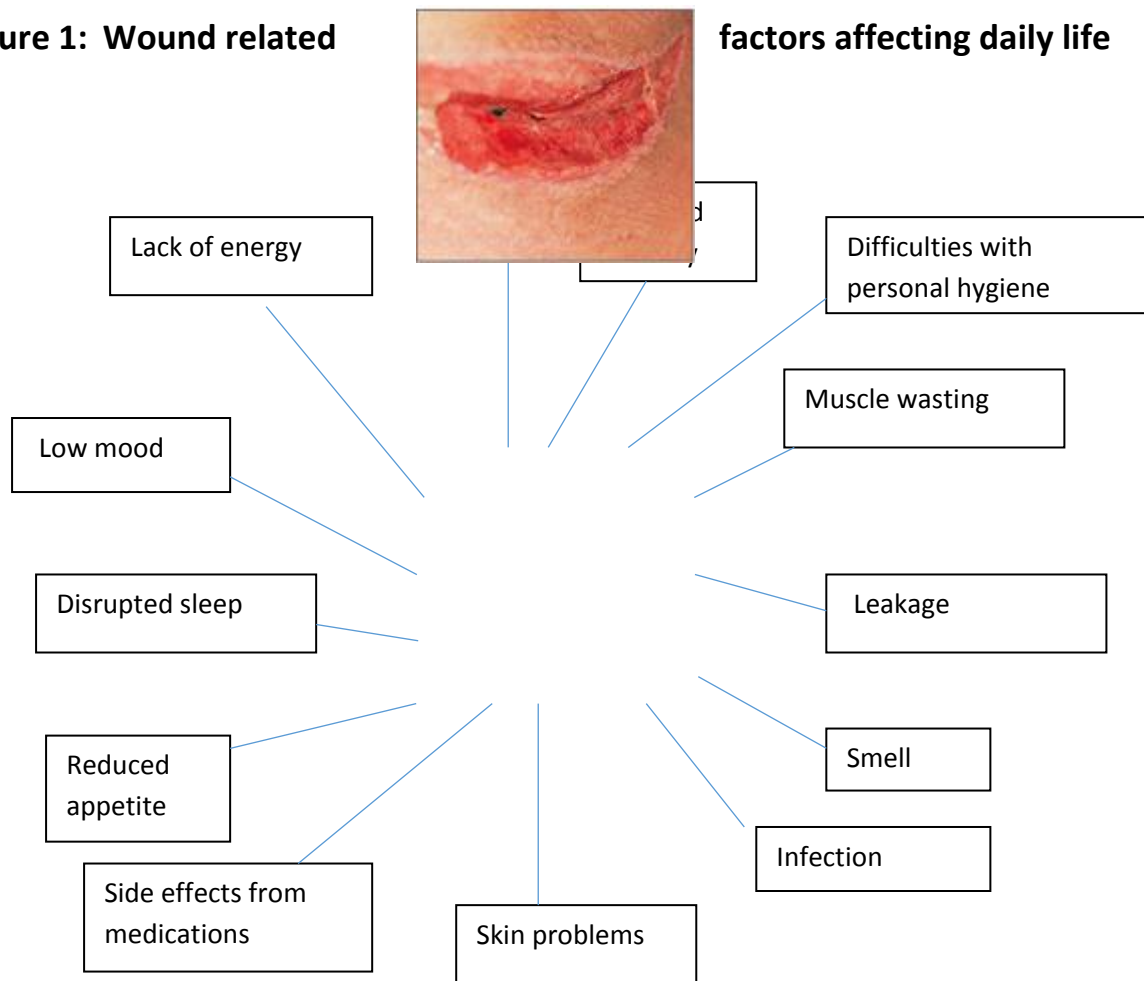 ure 1: Wound related factors affecting daily life
d
y
Lack of energy
Difficulties with
personal hygiene
Muscle wasting
Low mood
Disrupted sleep
Leakage
Reduced
appetite
Smell
Infection
Side effects from
medications
Skin problems